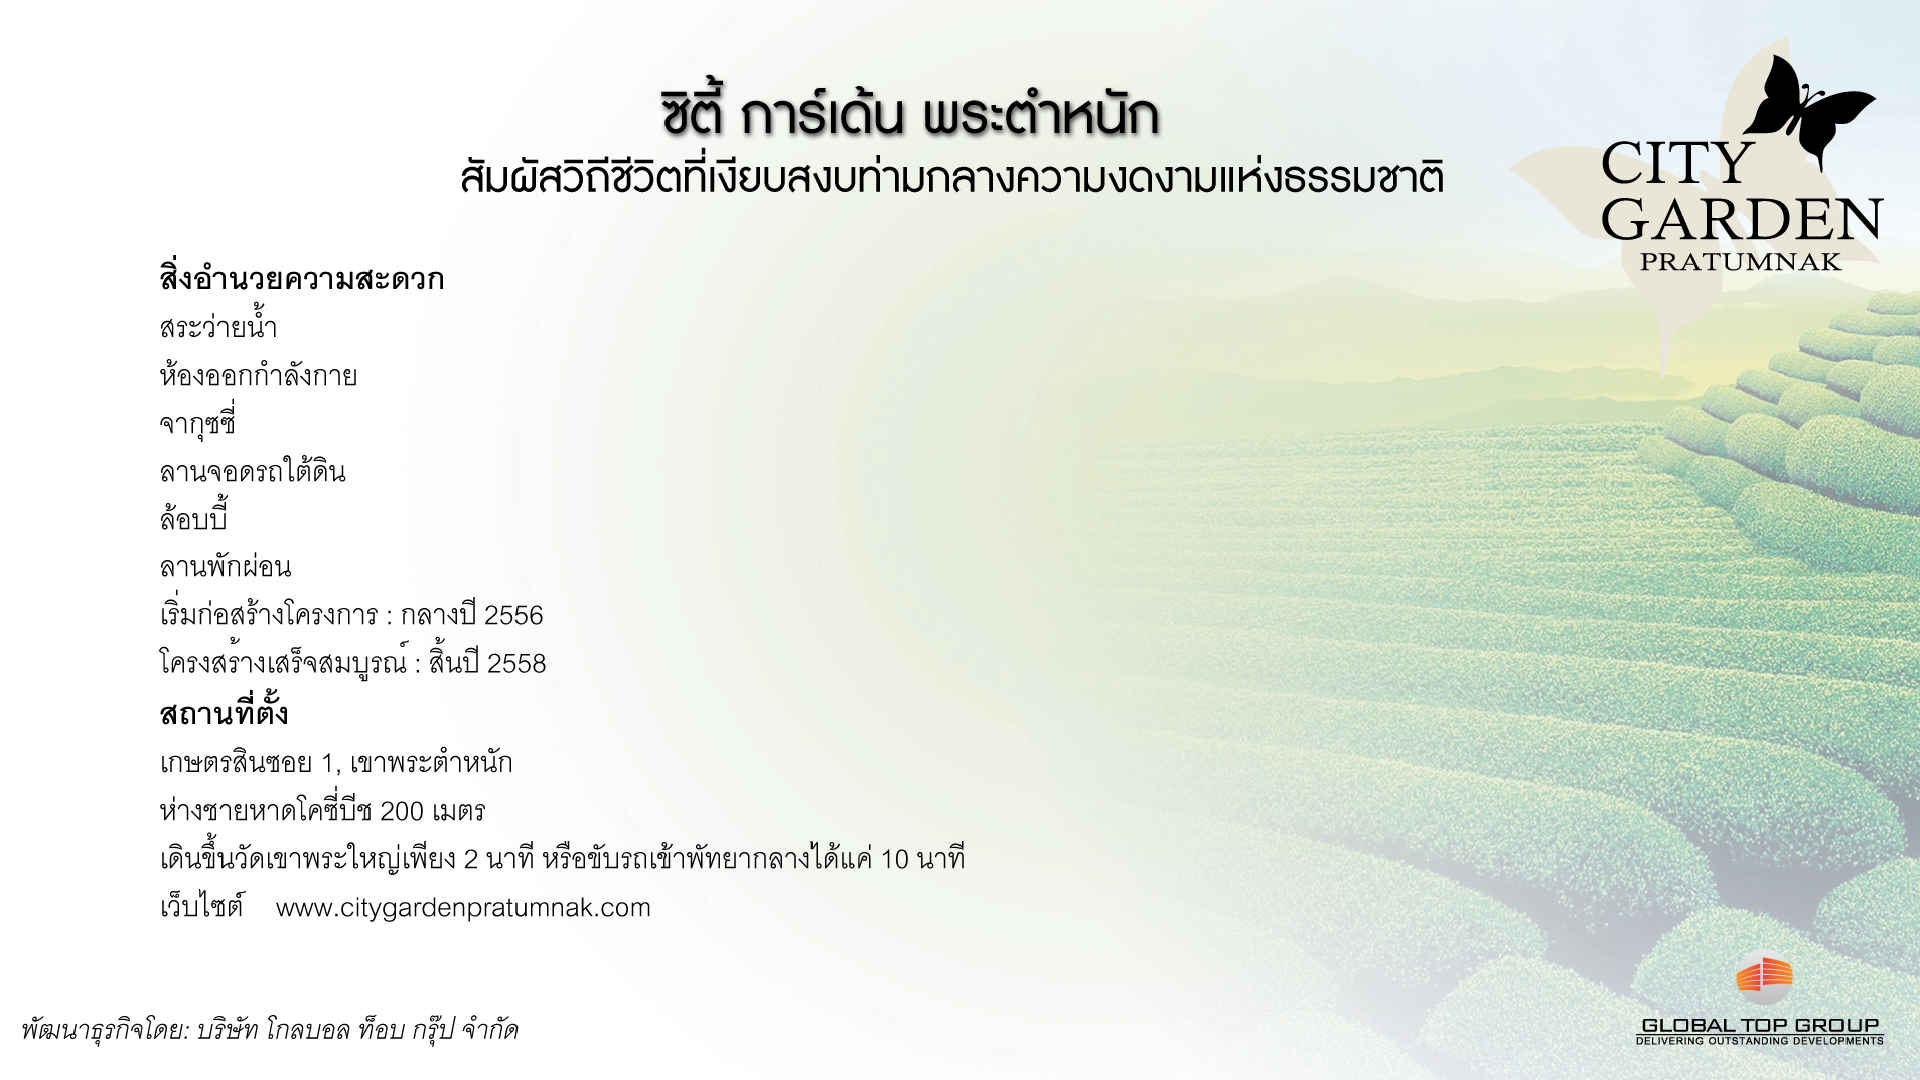 ซิตี้ การ์เด้น พระตำหนัก
สัมผัสวิถีชีวิตที่เงียบสงบท่ามกลางความงดงามแห่งธรรมชาติ
CITY
GARDEN
PRATUMNAK
สิ่งอำนวยความสะดวก
สระว่ายน้ำ
ห้องออกกำลังกาย
จากุซซี่
ลานจอดรถใต้ดิน
ล้อบบี้
ลานพักผ่อน
เริ่มก่อสร้างโครงการ : กลางปี 2556
โครงสร้างเสร็จสมบูรณ์ : สิ้นปี 2558
สถานที่ตั้ง
เกษตรสินซอย 1, เขาพระตำหนัก
ห่างชายหาดโคซี่บีช 200 เมตร
เดินขึ้นวัดเขาพระใหญ่เพียง 2 นาที หรือขับรถเข้าพัทยากลางได้แค่ 10 นาที
เว็บไซต์ www.citygardenpratumnak.com
พัฒนาธุรกิจโดย: บริษัท โกลบอล ท็อบ กรุ๊ป จำกัด
GLOBAL TOP GROUP
DELIVERING OUTSTANDING DEVELOPMENTS